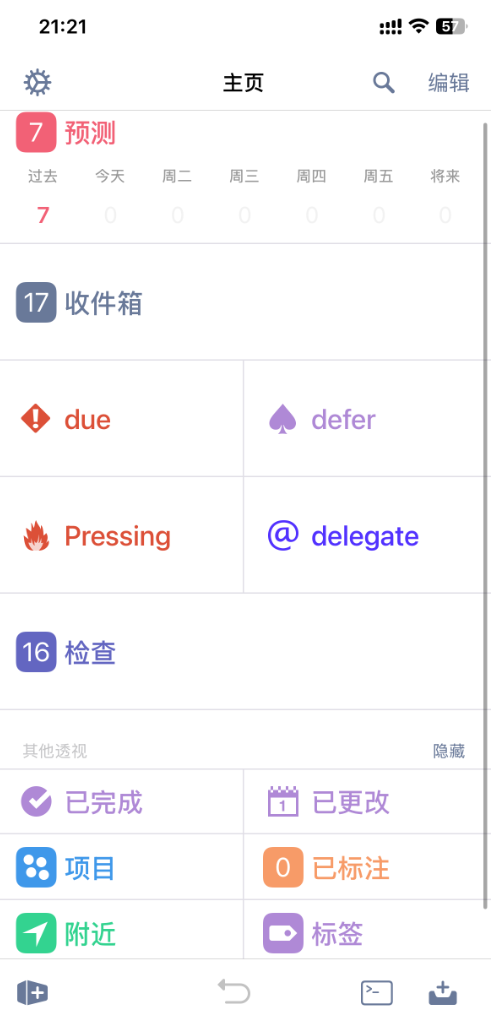 21:21
57
主页
编辑
7 预测
过去 今天 周二 周三 周四 周五 将来
7 0 0 0 0 0 0
17 收件箱
due
defer
Pressing
@ delegate
16 检查
其他透视
隐藏
已完成
1 已更改
项目
0 已标注
附近
标签